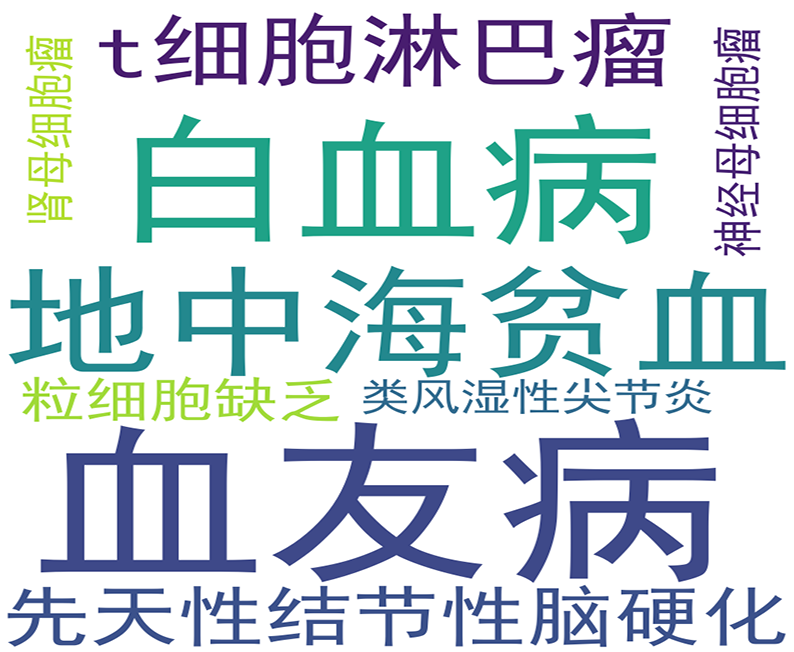 t细胞淋巴瘤
肾母细胞瘤
神经母细胞瘤
白血病
地中海贫血
粒细胞缺乏
类风湿性尖节炎
血友病
先天性结节性脑硬化